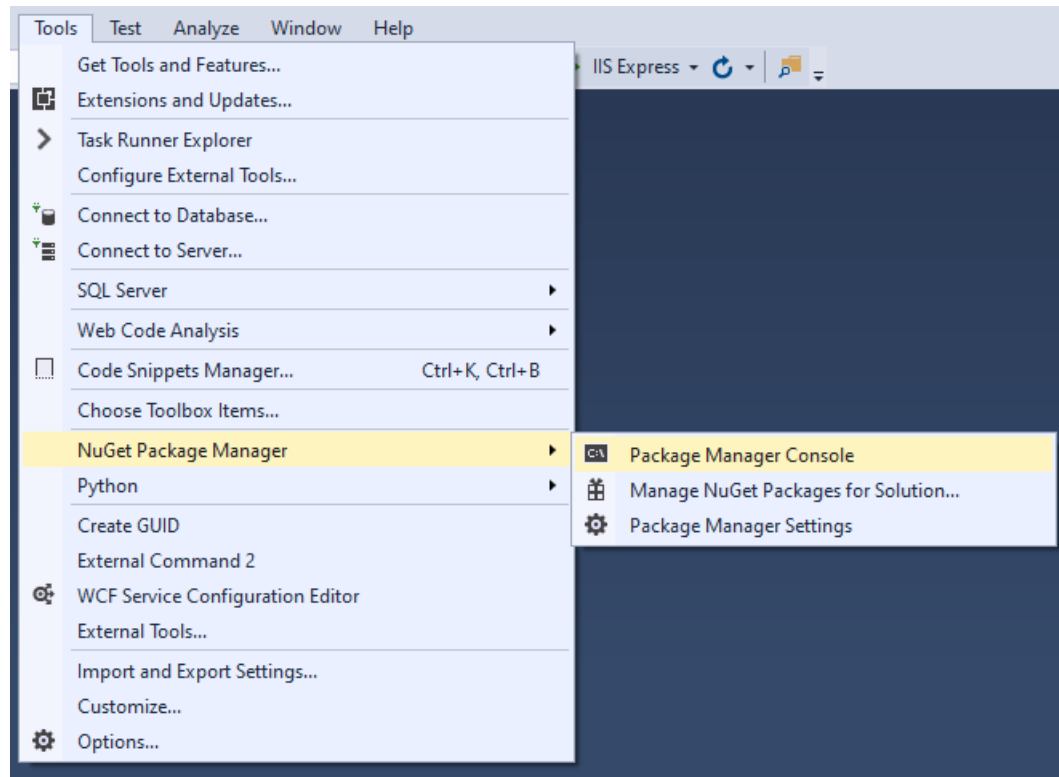 Tools Test Analyze Window Help
Get Tools and Features...
IIS Express
Extensions and Updates...
Task Runner Explorer
Configure External Tools...
Connect to Database...
Connect to Server...
SQL Server
Web Code Analysis
Code Snippets Manager... Ctrl+K, Ctrl+B
Choose Toolbox Items...
NuGet Package Manager
Python
Create GUID
External Command 2
WCF Service Configuration Editor
External Tools...
Import and Export Settings...
Customize...
Options...
C:\ Package Manager Console
Manage NuGet Packages for Solution...
Package Manager Settings